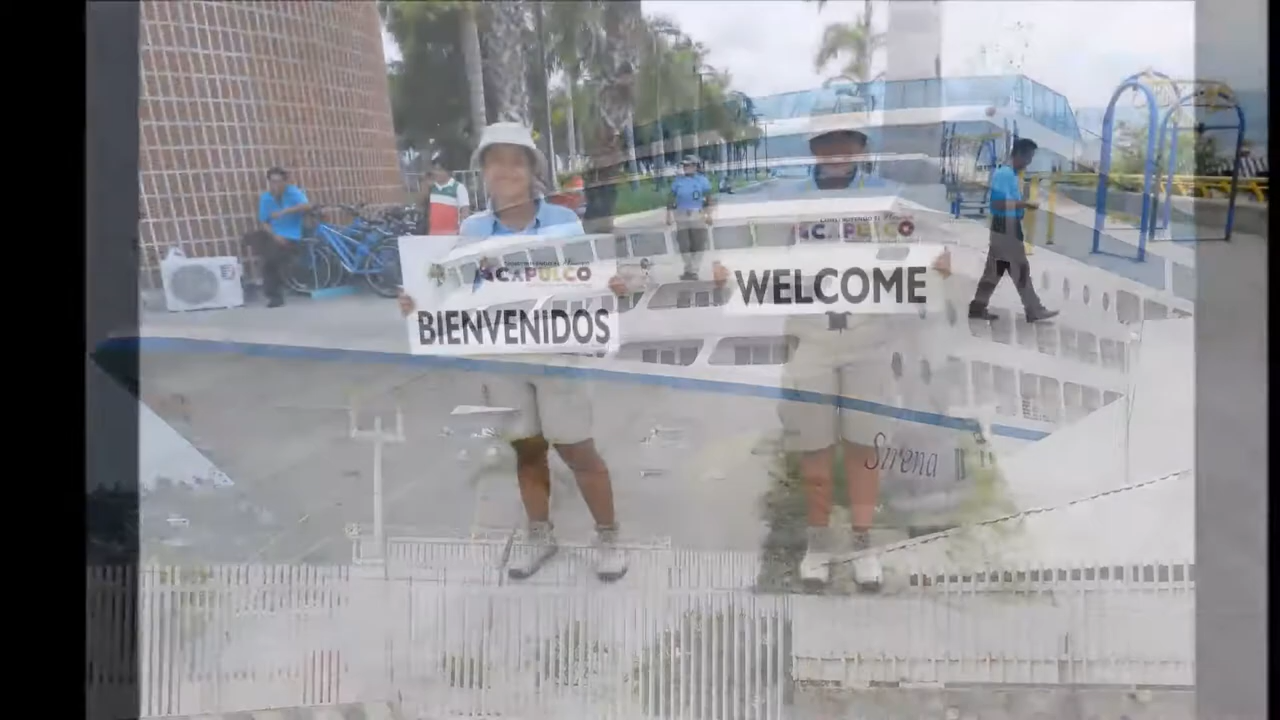 ACAPULCO
BIENVENIDOS
ACAPULCO
WELCOME
Sirena